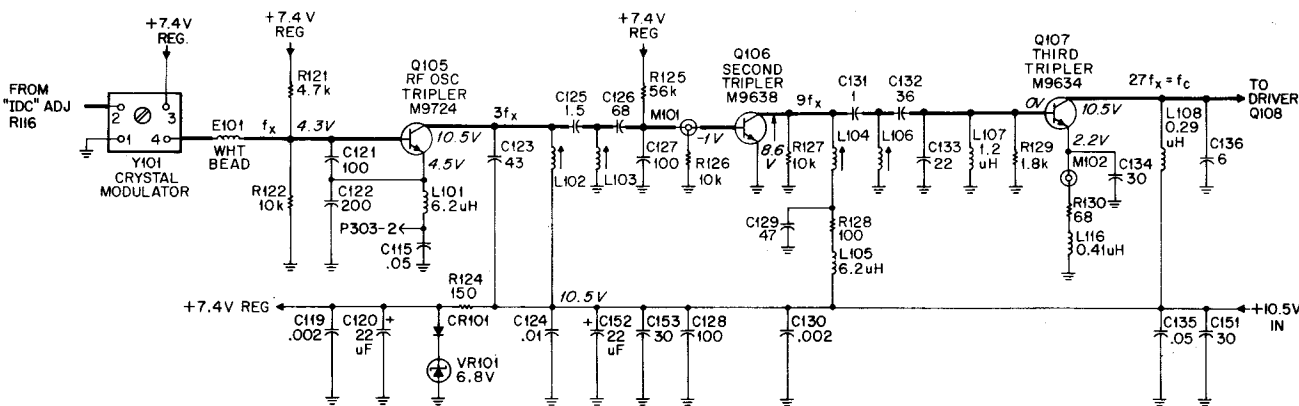 FROM
"IDC" ADJ
R116
+7.4V
REG.
2
3
1
4
Y101
CRYSTAL
MODULATOR
E101
WHT
BEAD
fx
+7.4V
REG
R121
4.7k
4.3V
R122
10k
C121
100
C122
200
Q105
RF OSC
TRIPLER
M9724
10.5V
4.5V
L101
6.2uH
P303-2
C115
.05
3fx
C123
43
L102
C125
1.5
L103
C126
68
+7.4V
REG
R125
56k
M101
C127
100
R126
10k
-1V
Q106
SECOND
TRIPLER
M9638
8.6
V
9fx
R127
10k
C131
1
L104
C132
36
L106
C133
22
L107
1.2
uH
R129
1.8k
C129
47
R128
100
L105
6.2uH
0V
Q107
THIRD
TRIPLER
M9634
10.5V
2.2V
M102
C134
30
R130
68
L116
0.41uH
27fx = fc
L108
0.29
uH
C136
6
TO
DRIVER
Q108
+7.4V REG
R124
150
10.5V
+10.5V
IN
C119
.002
C120
22
uF
+
CR101
VR101
6.8V
C124
.01
+
C152
22
uF
C153
30
C128
100
C130
.002
C135
.05
C151
30